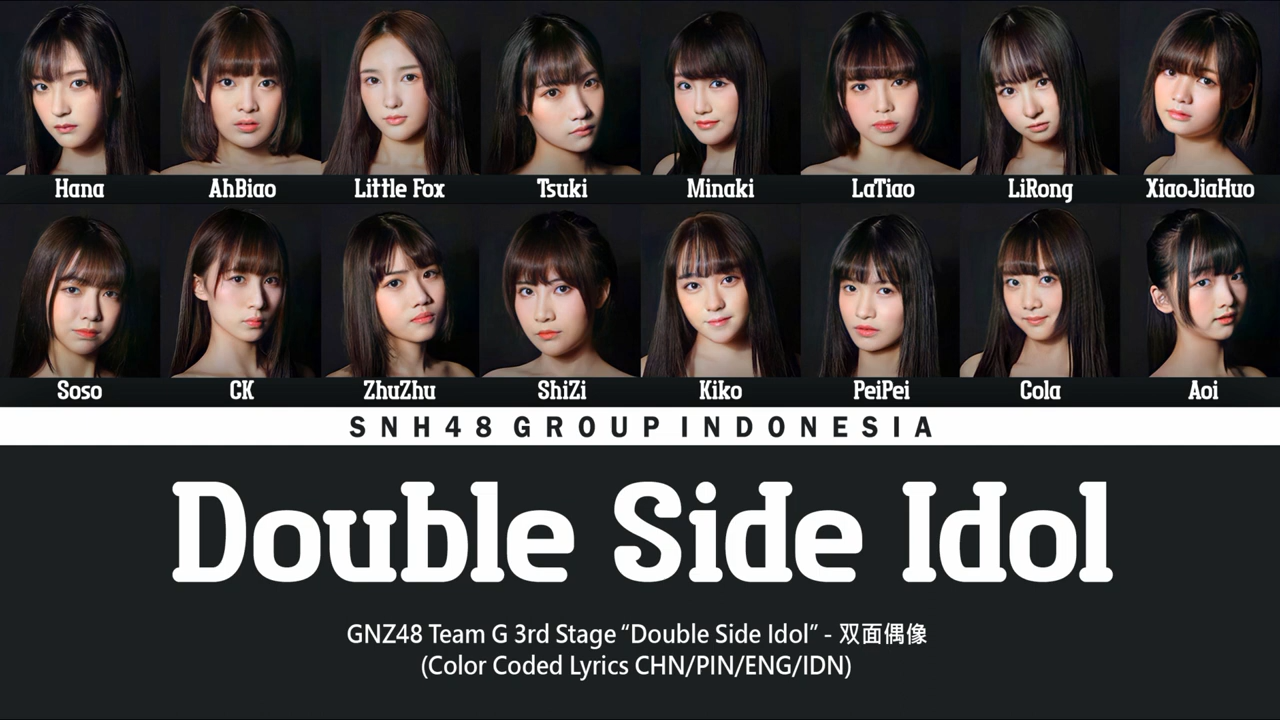 Hana AhBiao Little Fox Tsuki Minaki LaTiao LiRong XiaoJiaHuo
Soso CK ZhuZhu ShiZi Kiko PeiPei Cola Aoi
SNH48 GROUP INDONESIA
Double Side Idol
GNZ48 Team G 3rd Stage “Double Side Idol” - 双面偶像
(Color Coded Lyrics CHN/PIN/ENG/IDN)